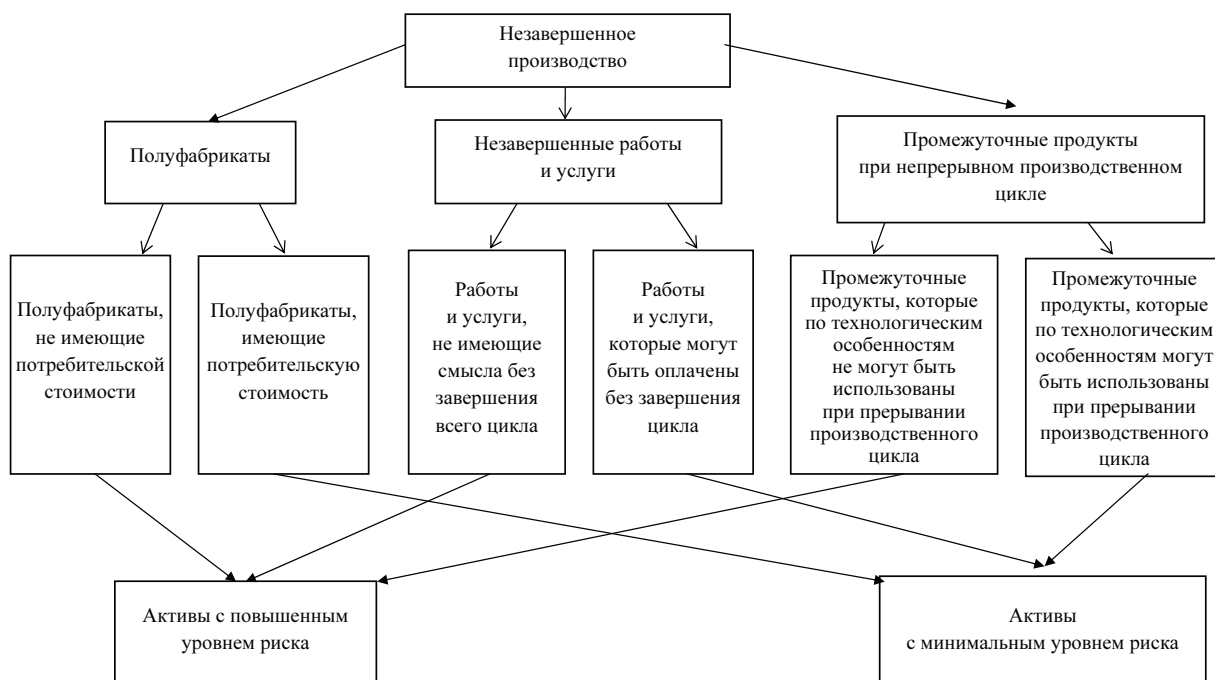 Незавершенное
производство
Полуфабрикаты
Незавершенные работы
и услуги
Промежуточные продукты
при непрерывном производственном
цикле
Полуфабрикаты,
не имеющие
потребительской
стоимости
Полуфабрикаты,
имеющие
потребительскую
стоимость
Работы
и услуги,
не имеющие
смысла без
завершения
всего цикла
Работы
и услуги,
которые могут
быть оплачены
без завершения
цикла
Промежуточные
продукты, которые
по технологическим
особенностям
не могут быть
использованы
при прерывании
производственного
цикла
Промежуточные
продукты, которые
по технологическим
особенностям могут
быть использованы
при прерывании
производственного
цикла
Активы с повышенным
уровнем риска
Активы
с минимальным уровнем риска